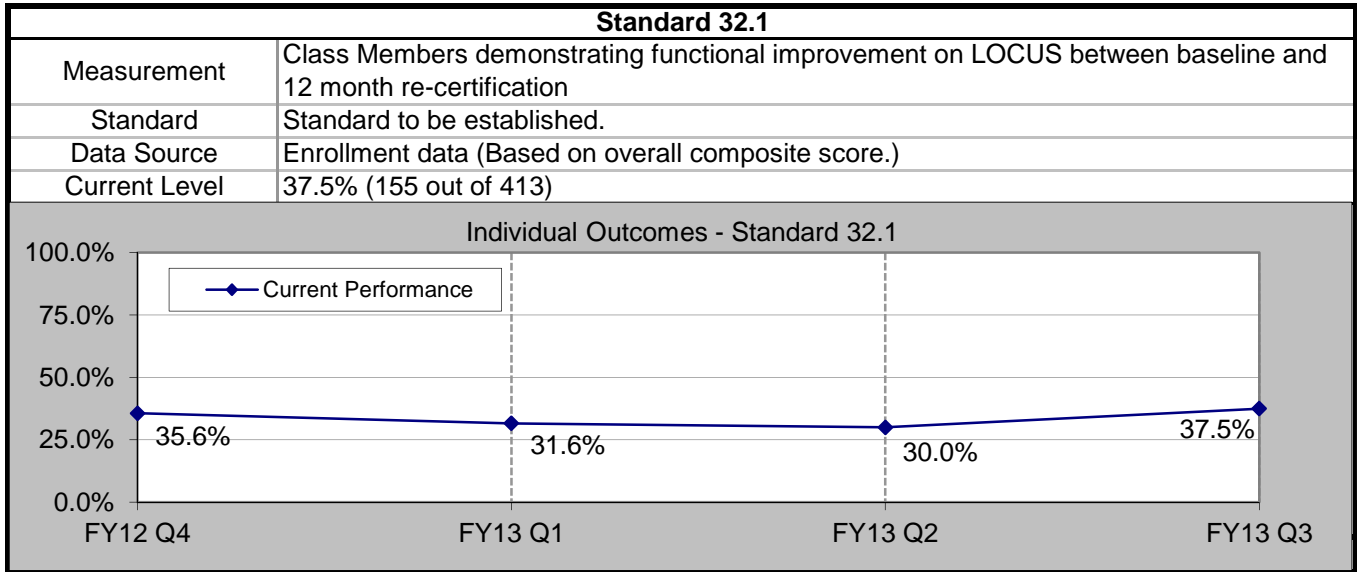 Standard 32.1
Measurement
Class Members demonstrating functional improvement on LOCUS between baseline and
12 month re-certification
Standard
Standard to be established.
Data Source
Enrollment data (Based on overall composite score.)
Current Level
37.5% (155 out of 413)
Individual Outcomes - Standard 32.1
100.0%
75.0%
50.0%
25.0%
0.0%
Current Performance
35.6%
31.6%
30.0%
37.5%
FY12 Q4
FY13 Q1
FY13 Q2
FY13 Q3